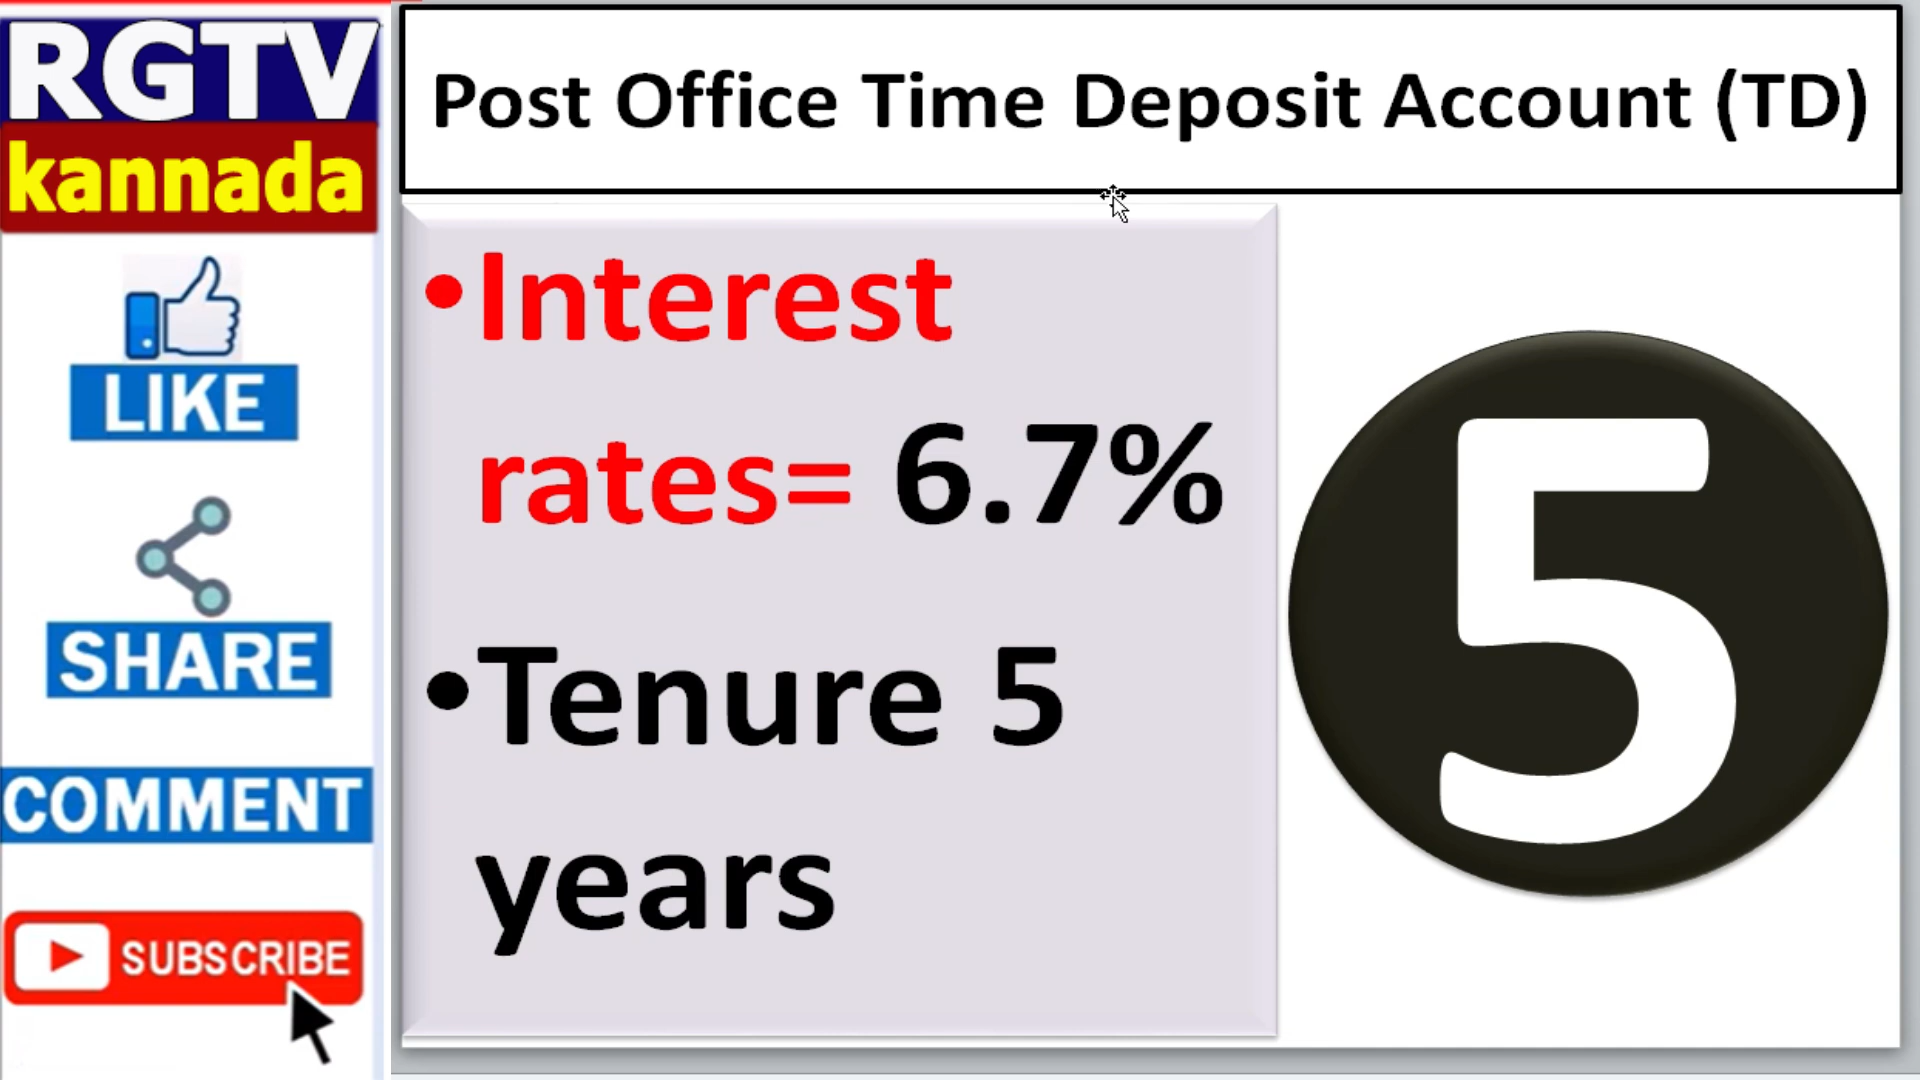 RGTV
kannada
LIKE
SHARE
COMMENT
SUBSCRIBE
Post Office Time Deposit Account (TD)
•Interest
rates= 6.7%
•Tenure 5
years
5